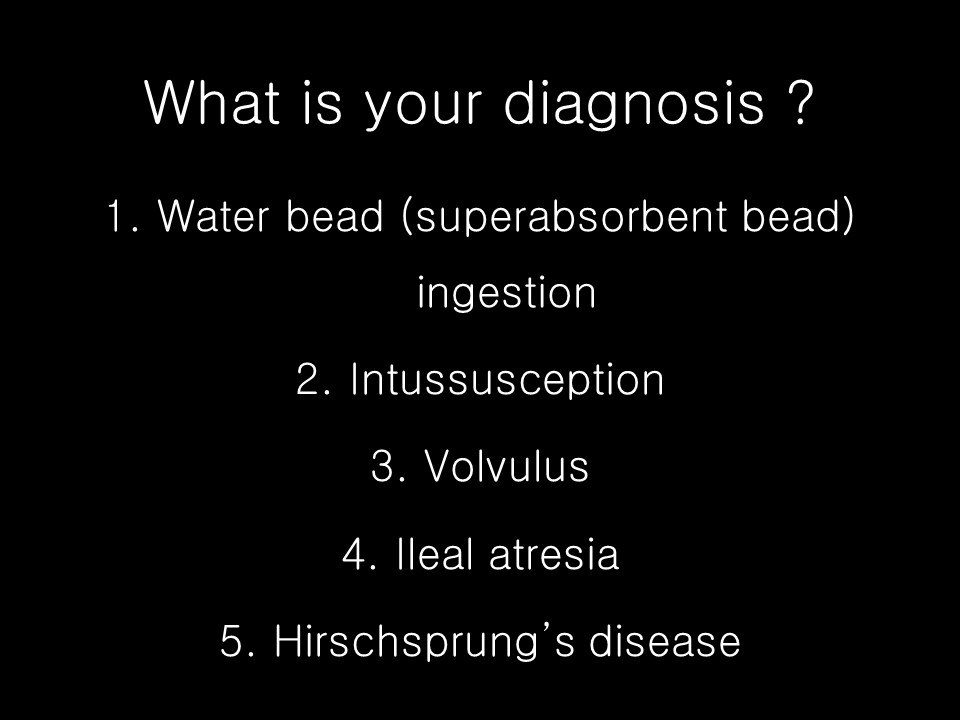 What is your diagnosis ?
1. Water bead (superabsorbent bead)
ingestion
2. Intussusception
3. Volvulus
4. Ileal atresia
5. Hirschsprung’s disease